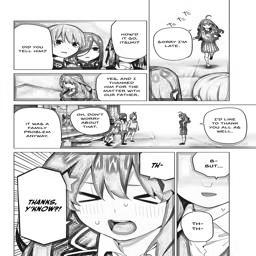 SORRY I'M
LATE.
HOW'D
IT GO,
ITSUKI?
DID YOU
TELL HIM?
YES, AND I
THANKED
HIM FOR THE
MATTER WITH
OUR FATHER.
I'D LIKE
TO THANK
YOU ALL AS
WELL...
OH, DON'T
WORRY
ABOUT
THAT.
IT WAS A
FAMILY
PROBLEM
ANYWAY.
B-
BUT...
TH-
TH-
TH-
THANKS,
Y'KNOW?!